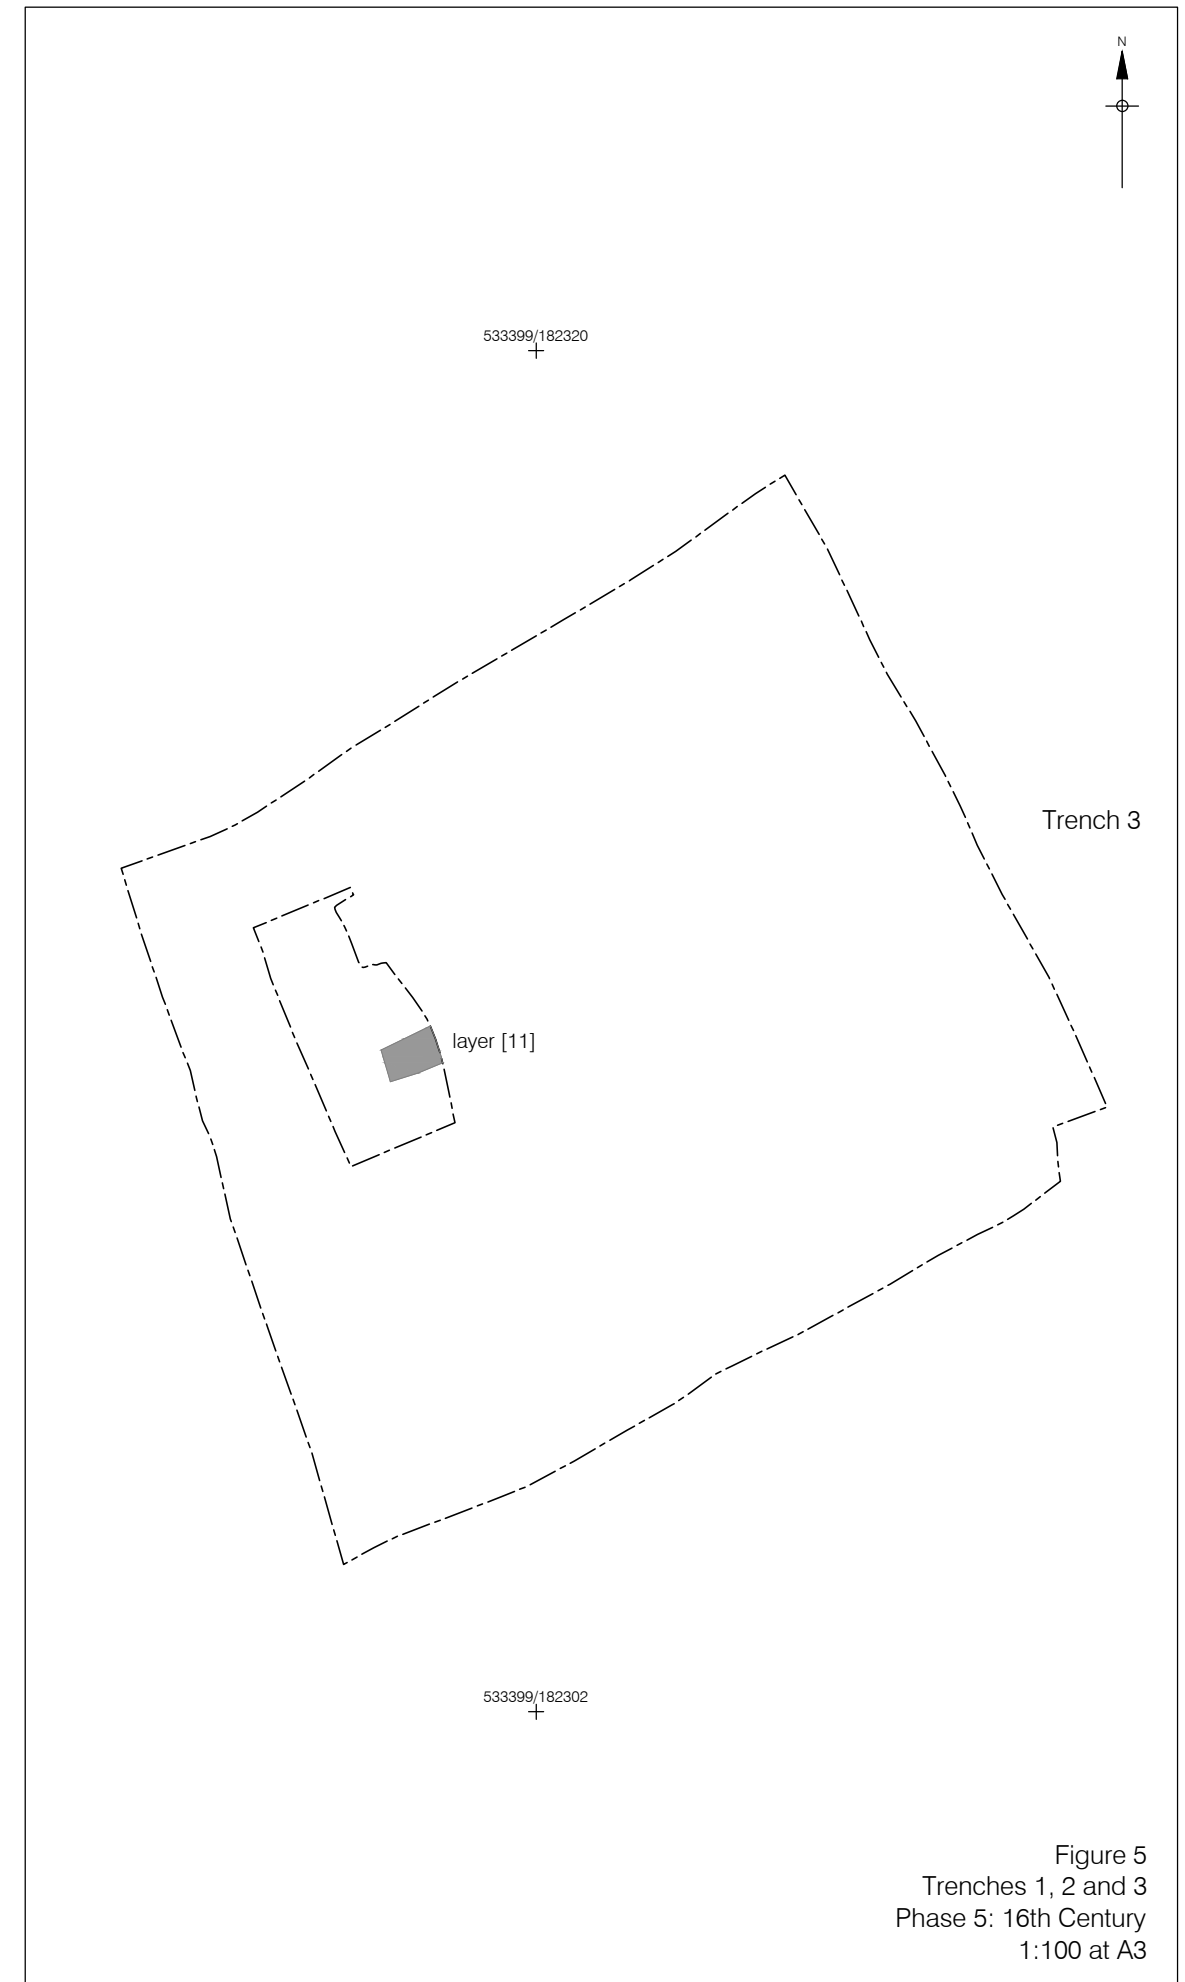 N
533399/182320
Trench 3
layer [11]
533399/182302
Figure 5
Trenches 1, 2 and 3
Phase 5: 16th Century
1:100 at A3